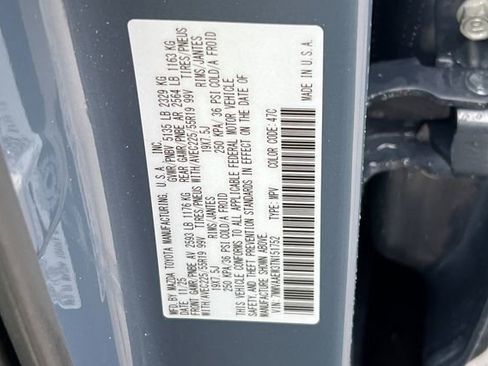 MFD. BY MAZDA TOYOTA MANUFACTURING, U.S.A. INC.
DATE: 11/25 GVWR/PNBV 5135 LB 2329 KG
FRONT GAWR/PNBE AV 2593 LB 1176 KG REAR GAWR/PNBE AR 2564 LB 1163 KG
WITH/AVEC225/55R19 99V TIRES/PNEUS WITH/AVEC225/55R19 99V TIRES/PNEUS
19X7.5J RIMS/JANTES 19X7.5J RIMS/JANTES
250 KPA/36 PSI COLD/A FROID 250 KPA/36 PSI COLD/A FROID
THIS VEHICLE CONFORMS TO ALL APPLICABLE FEDERAL MOTOR VEHICLE
SAFETY AND THEFT PREVENTION STANDARDS IN EFFECT ON THE DATE OF
MANUFACTURE SHOWN ABOVE.
TYPE: MPV COLOR CODE: 47C MADE IN U.S.A.